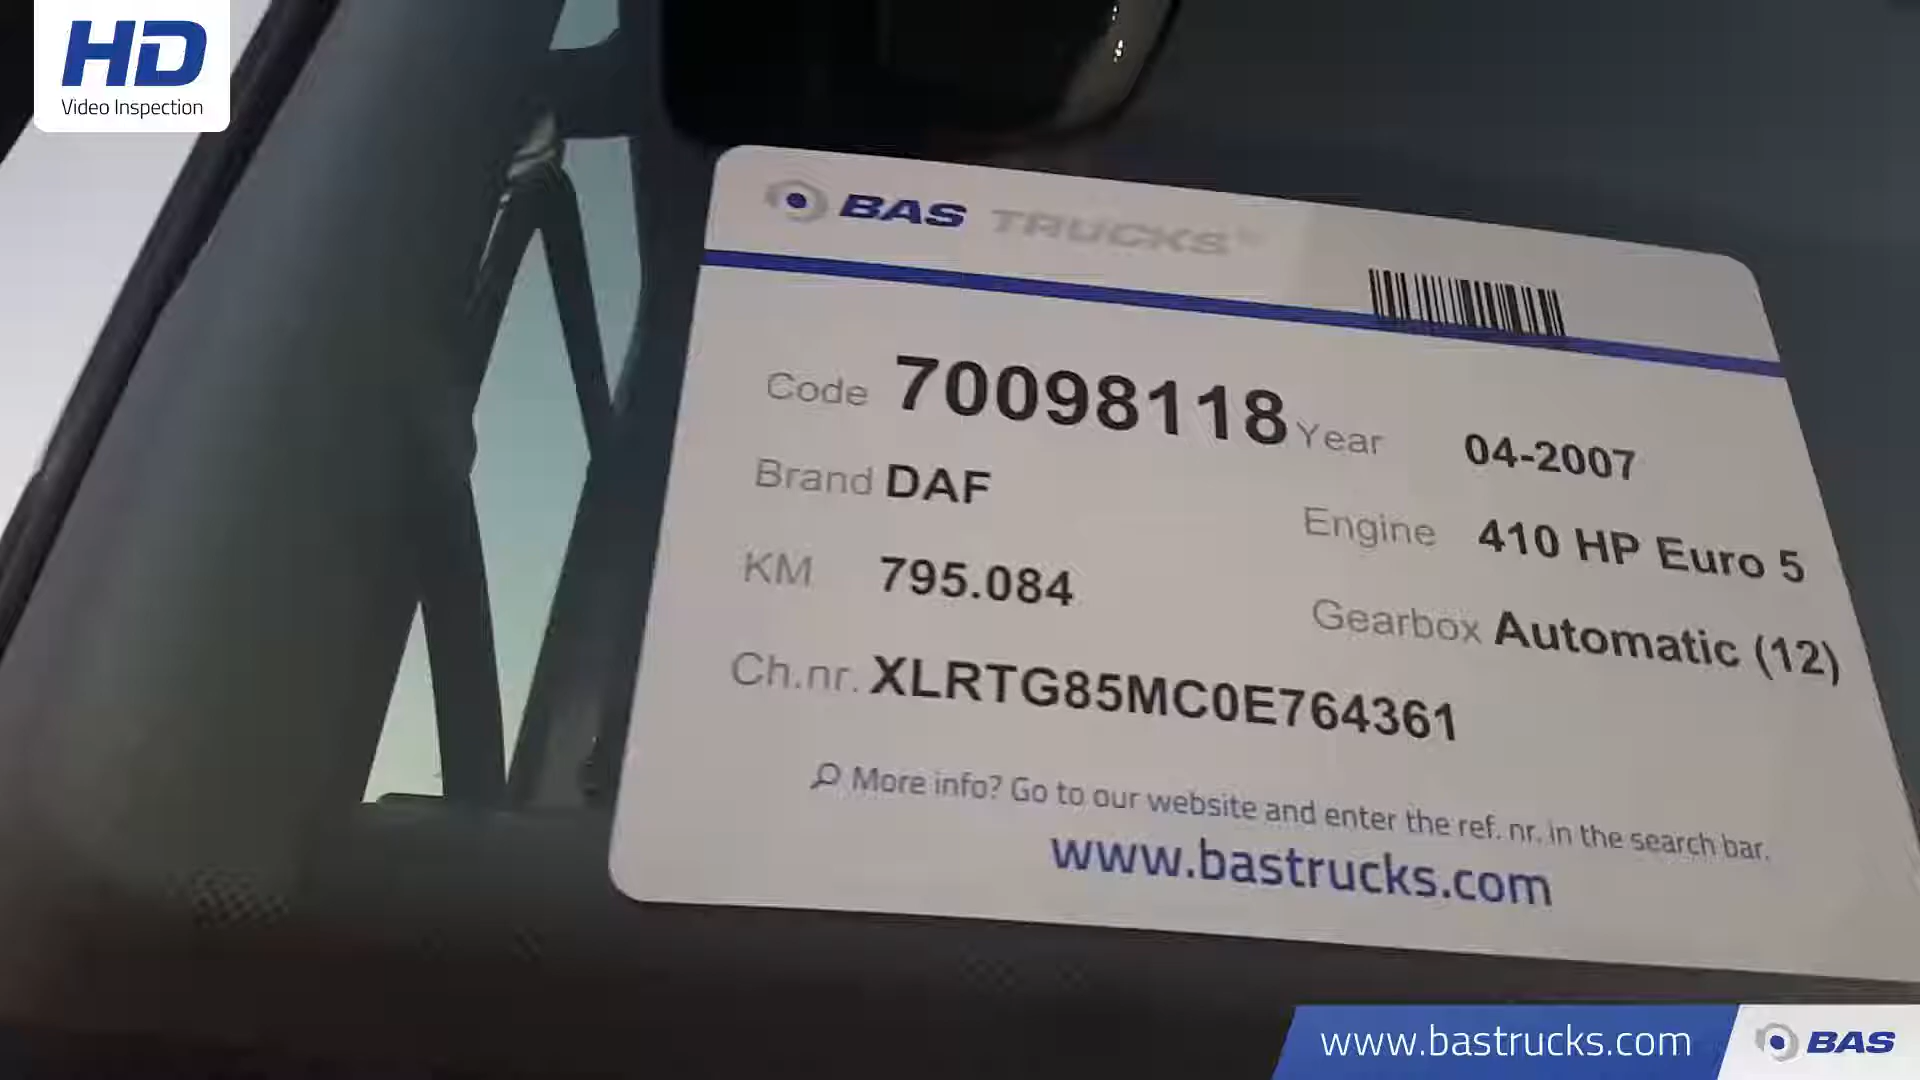 HD
Video Inspection
BAS TRUCKS
Code 70098118 Year 04-2007
Brand DAF
Engine 410 HP Euro 5
KM 795.084
Gearbox Automatic (12)
Ch.nr. XLRTG85MC0E764361
More info? Go to our website and enter the ref. nr. in the search bar.
www.bastrucks.com
www.bastrucks.com
BAS